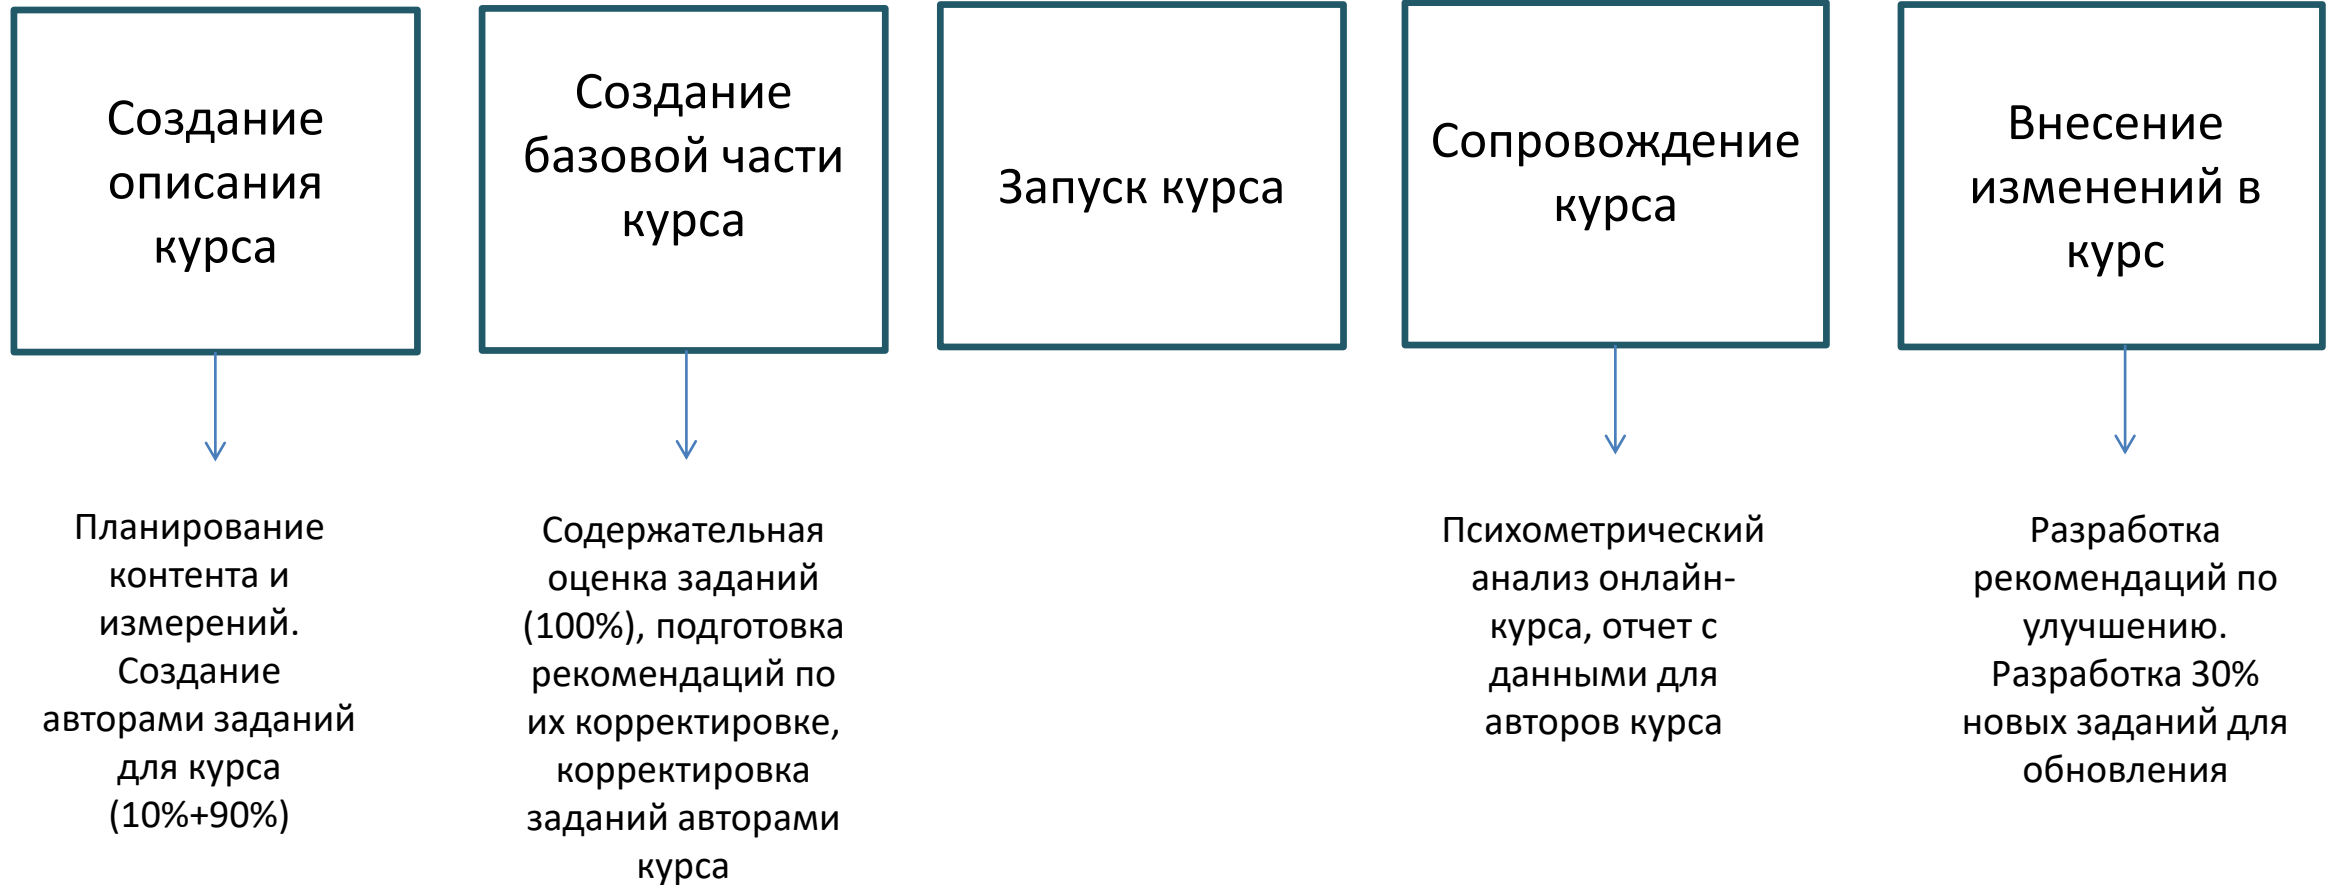 Создание
описания
курса
Создание
базовой части
курса
Запуск курса
Сопровождение
курса
Внесение
изменений в
курс
Планирование
контента и
измерений.
Создание
авторами заданий
для курса
(10%+90%)
Содержательная
оценка заданий
(100%), подготовка
рекомендаций по
их корректировке,
корректировка
заданий авторами
курса
Психометрический
анализ онлайн-
курса, отчет с
данными для
авторов курса
Разработка
рекомендаций по
улучшению.
Разработка 30%
новых заданий для
обновления